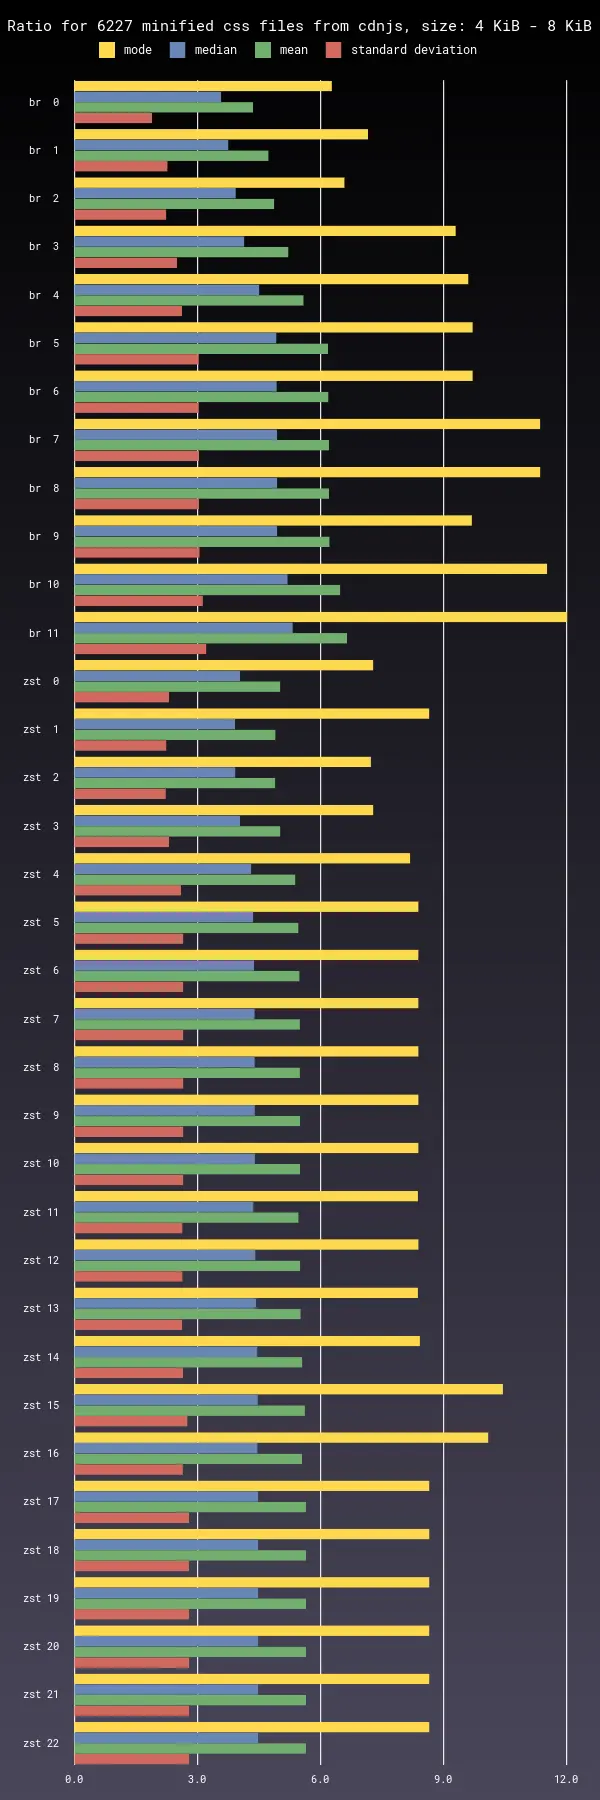 Ratio for 6227 minified css files from cdnjs, size: 4 KiB - 8 KiB
mode median mean standard deviation
br 0
br 1
br 2
br 3
br 4
br 5
br 6
br 7
br 8
br 9
br 10
br 11
zst 0
zst 1
zst 2
zst 3
zst 4
zst 5
zst 6
zst 7
zst 8
zst 9
zst 10
zst 11
zst 12
zst 13
zst 14
zst 15
zst 16
zst 17
zst 18
zst 19
zst 20
zst 21
zst 22
0.0 3.0 6.0 9.0 12.0